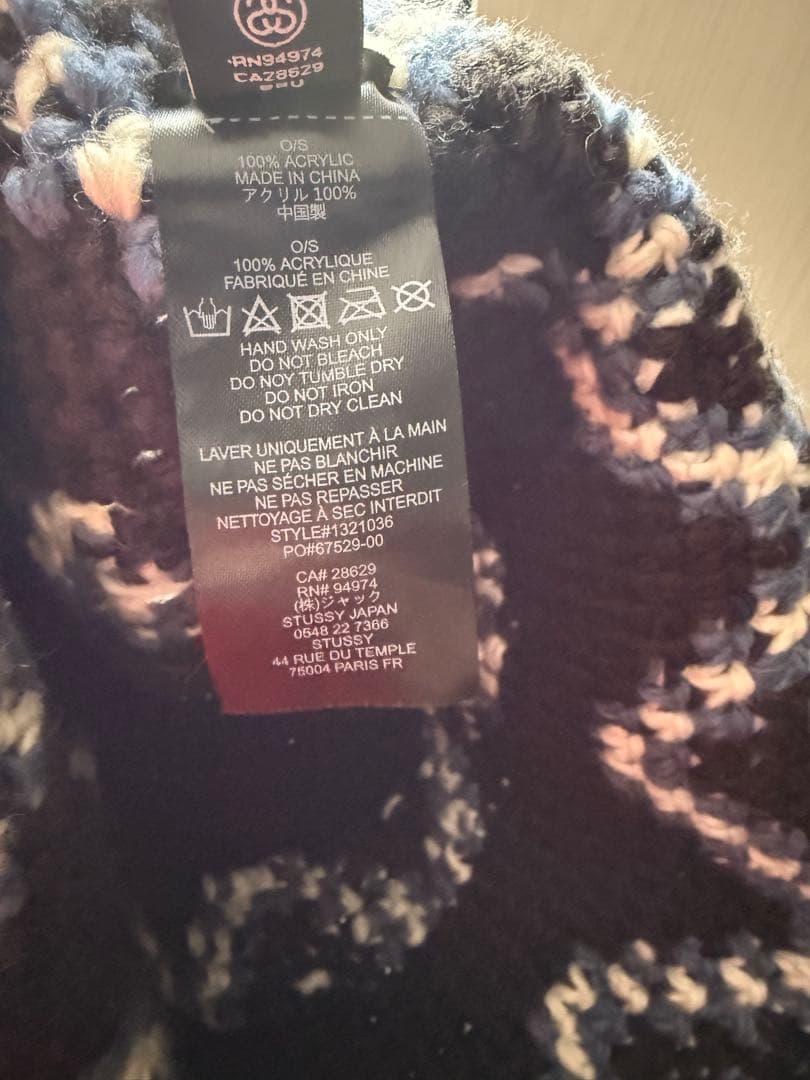 RN94974
CA28629
O/S
100% ACRYLIC
MADE IN CHINA
アクリル 100%
中国製
O/S
100% ACRYLIQUE
FABRIQUÉ EN CHINE
HAND WASH ONLY
DO NOT BLEACH
DO NOY TUMBLE DRY
DO NOT IRON
DO NOT DRY CLEAN
LAVER UNIQUEMENT À LA MAIN
NE PAS BLANCHIR
NE PAS SÉCHER EN MACHINE
NE PAS REPASSER
NETTOYAGE À SEC INTERDIT
STYLE#1321036
PO#67529-00
CA# 28629
RN# 94974
(株)ジャック
STUSSY JAPAN
0548 22 7366
STUSSY
44 RUE DU TEMPLE
75004 PARIS FR